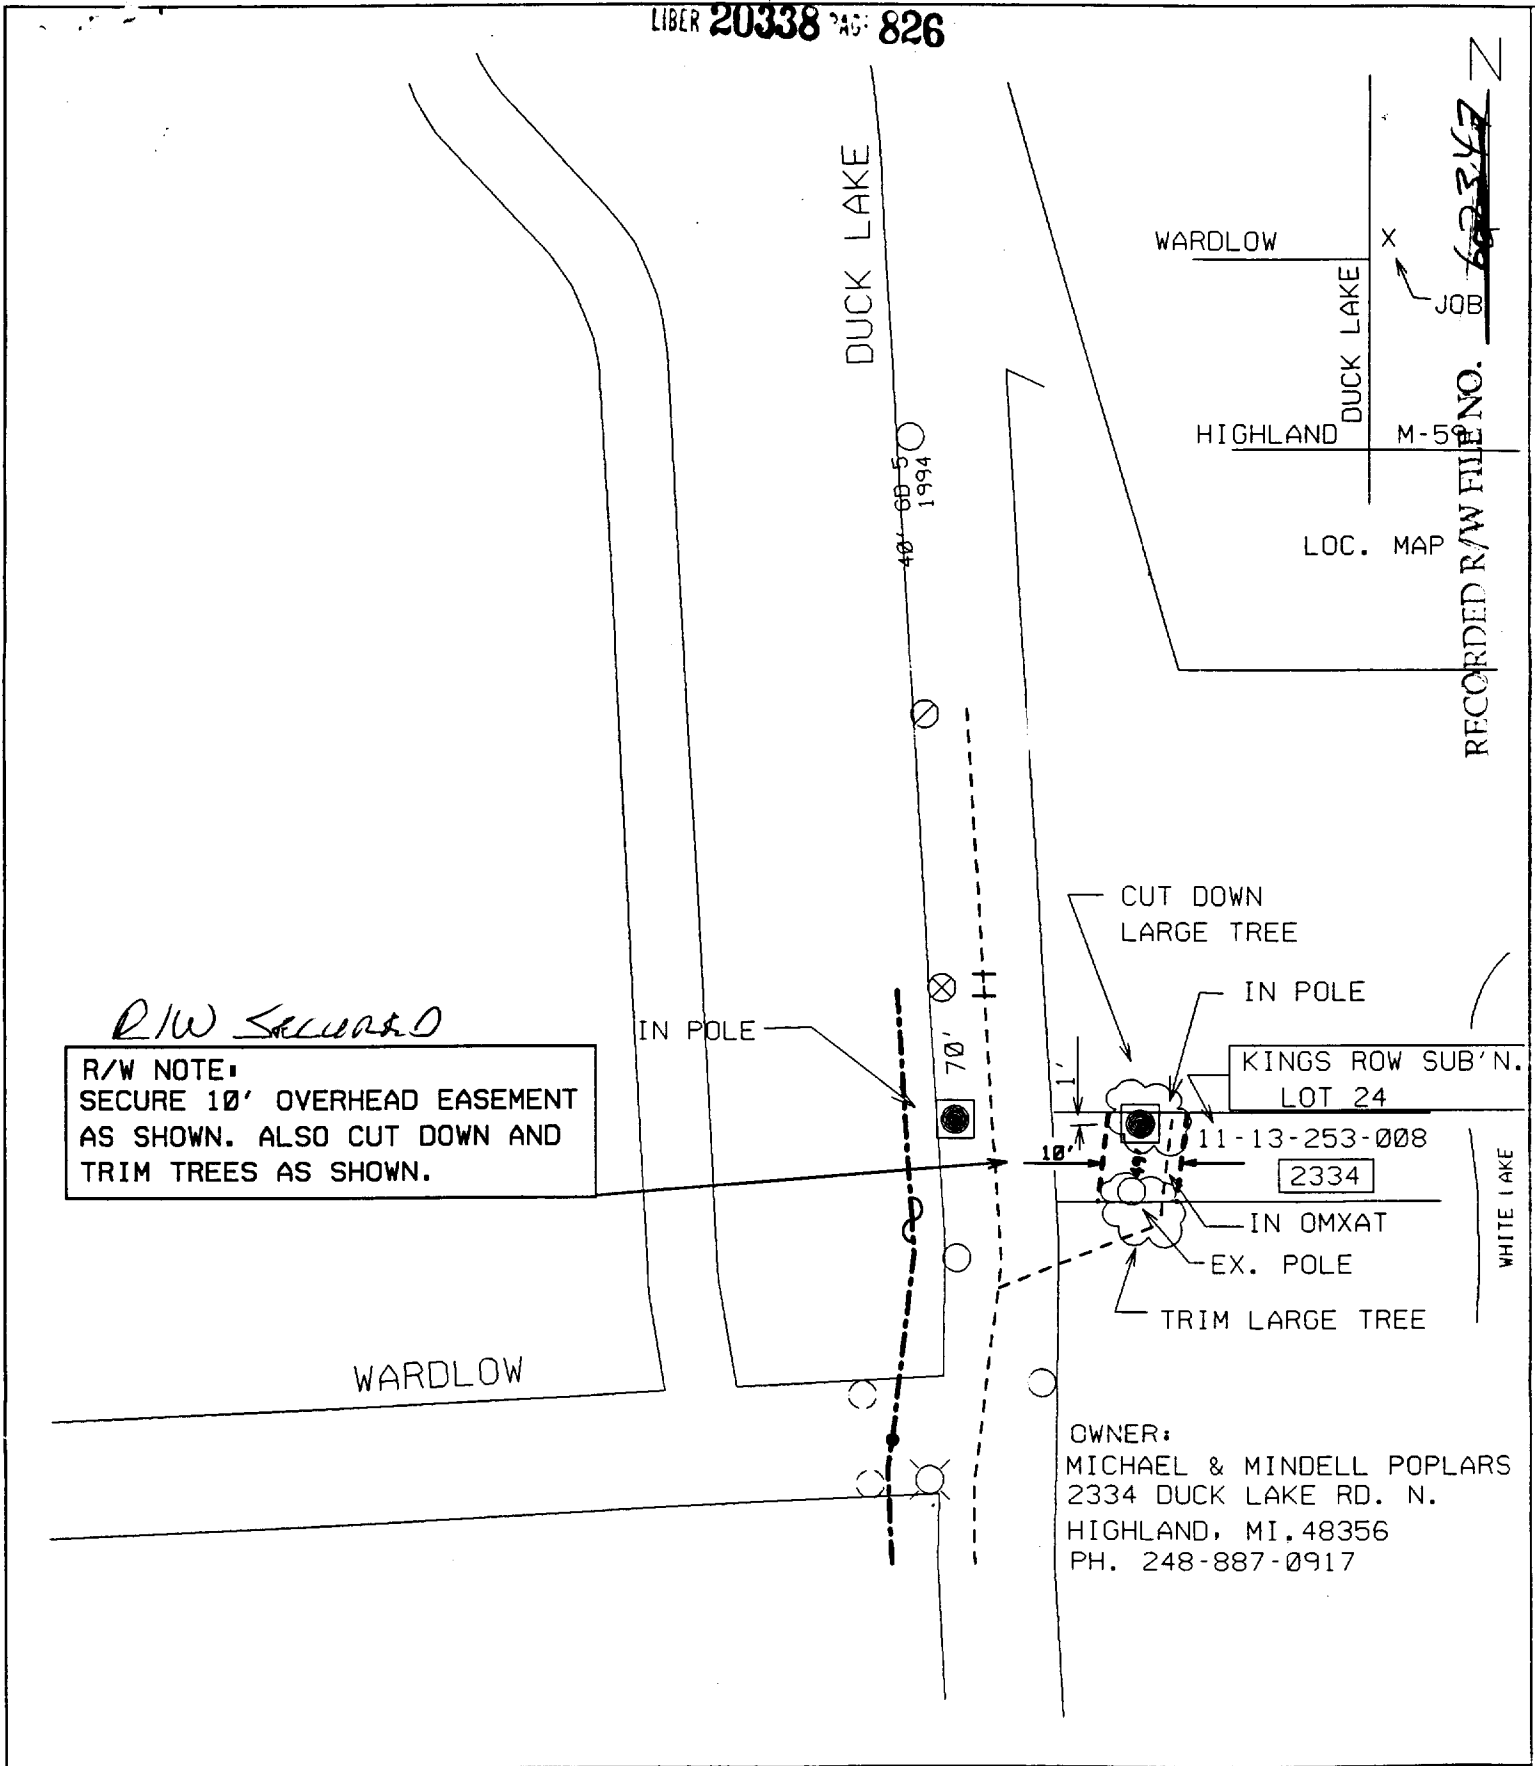 LIBER 20338 PAGE 826
N
DUCK LAKE
WARDLOW
X
JOB
DUCK LAKE
HIGHLAND
M-59
LOC. MAP
RECORDED R/W FILE NO.
40' GD 5
1994
CUT DOWN
LARGE TREE
IN POLE
R/W SECURED
R/W NOTE:
SECURE 10' OVERHEAD EASEMENT
AS SHOWN. ALSO CUT DOWN AND
TRIM TREES AS SHOWN.
IN POLE
70'
1'
KINGS ROW SUB'N.
LOT 24
11-13-253-008
10'
2334
IN OMXAT
EX. POLE
TRIM LARGE TREE
WHITE LAKE
WARDLOW
OWNER:
MICHAEL & MINDELL POPLARS
2334 DUCK LAKE RD. N.
HIGHLAND, MI. 48356
PH. 248-887-0917